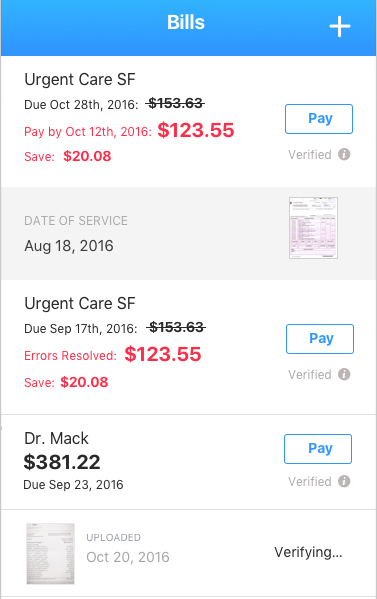 Bills
Urgent Care SF
Due Oct 28th, 2016: $153.63
Pay by Oct 12th, 2016: $123.55
Save: $20.08
Pay
Verified
DATE OF SERVICE
Aug 18, 2016
Urgent Care SF
Due Sep 17th, 2016: $153.63
Errors Resolved: $123.55
Save: $20.08
Pay
Verified
Dr. Mack
$381.22
Due Sep 23, 2016
Pay
Verified
UPLOADED
Oct 20, 2016
Verifying...